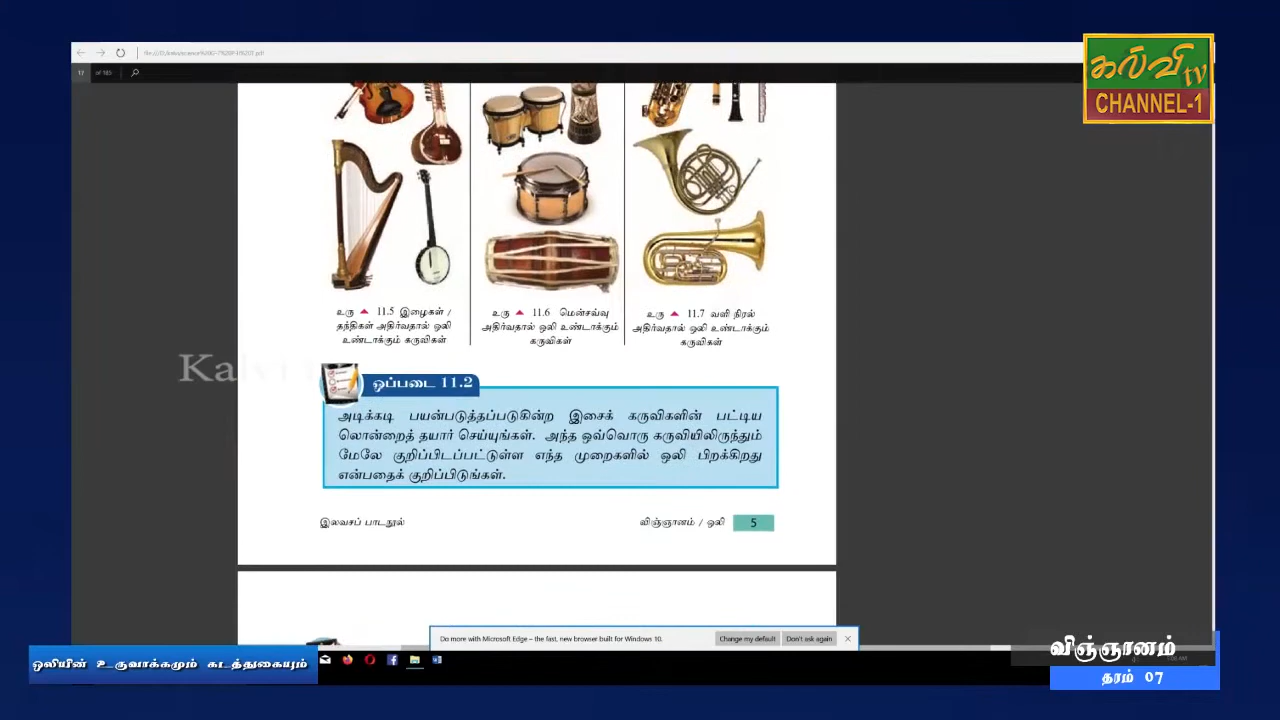 file:///D:/
17 of 185
கல்வி tv
CHANNEL-1
உரு 11.5 இழைகள் /
தந்திகள் அதிர்வதால் ஒலி
உண்டாக்கும் கருவிகள்
உரு 11.6 மென்சவ்வு
அதிர்வதால் ஒலி உண்டாக்கும்
கருவிகள்
உரு 11.7 வளி நிரல்
அதிர்வதால் ஒலி உண்டாக்கும்
கருவிகள்
ஒப்படை 11.2
அடிக்கடி பயன்படுத்தப்படுகின்ற இசைக் கருவிகளின் பட்டிய
லொன்றைத் தயார் செய்யுங்கள். அந்த ஒவ்வொரு கருவியிலிருந்தும்
மேலே குறிப்பிடப்பட்டுள்ள எந்த முறைகளில் ஒலி பிறக்கிறது
என்பதைக் குறிப்பிடுங்கள்.
இலவசப் பாடநூல்
விஞ்ஞானம் / ஒலி 5
Do more with Microsoft Edge – the fast, new browser built for Windows 10.
Change my default
Don't ask again
ஒலியின் உருவாக்கமும் கடத்துகையும்
விஞ்ஞானம்
தரம் 07